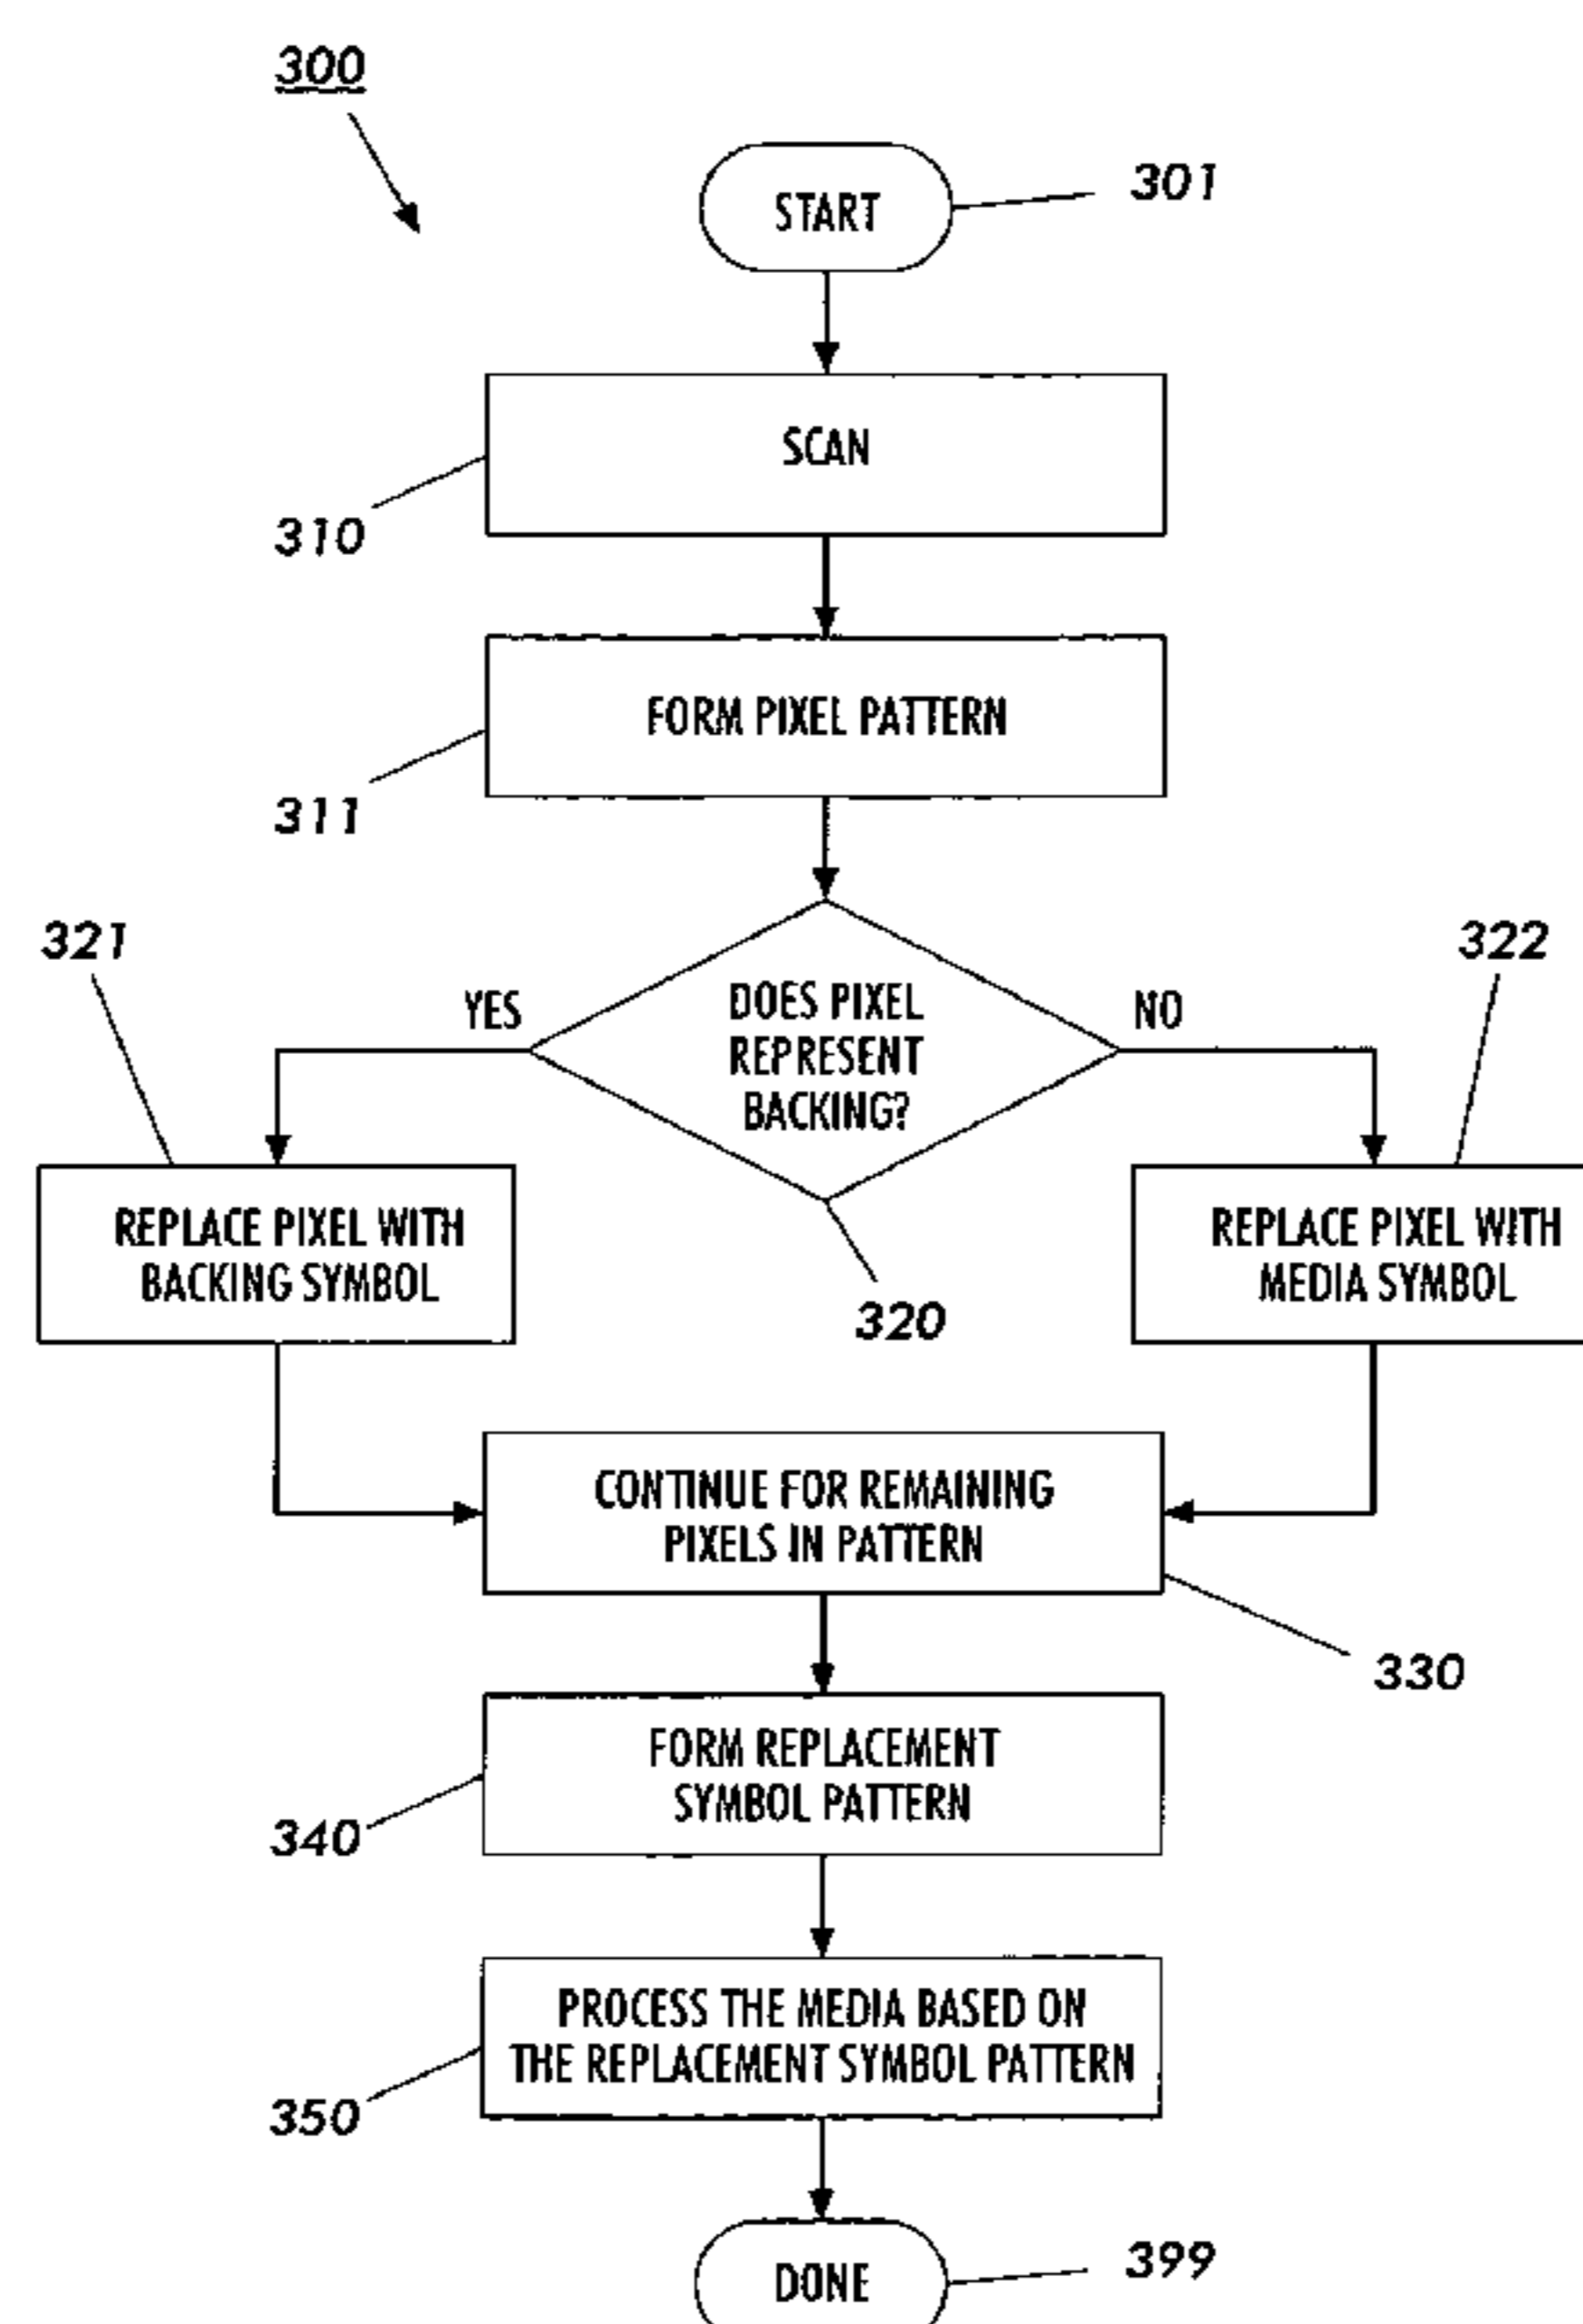 300
START
301
SCAN
310
FORM PIXEL PATTERN
311
321
322
YES
DOES PIXEL
REPRESENT
BACKING?
NO
320
REPLACE PIXEL WITH
BACKING SYMBOL
REPLACE PIXEL WITH
MEDIA SYMBOL
CONTINUE FOR REMAINING
PIXELS IN PATTERN
330
FORM REPLACEMENT
SYMBOL PATTERN
340
PROCESS THE MEDIA BASED ON
THE REPLACEMENT SYMBOL PATTERN
350
DONE
399